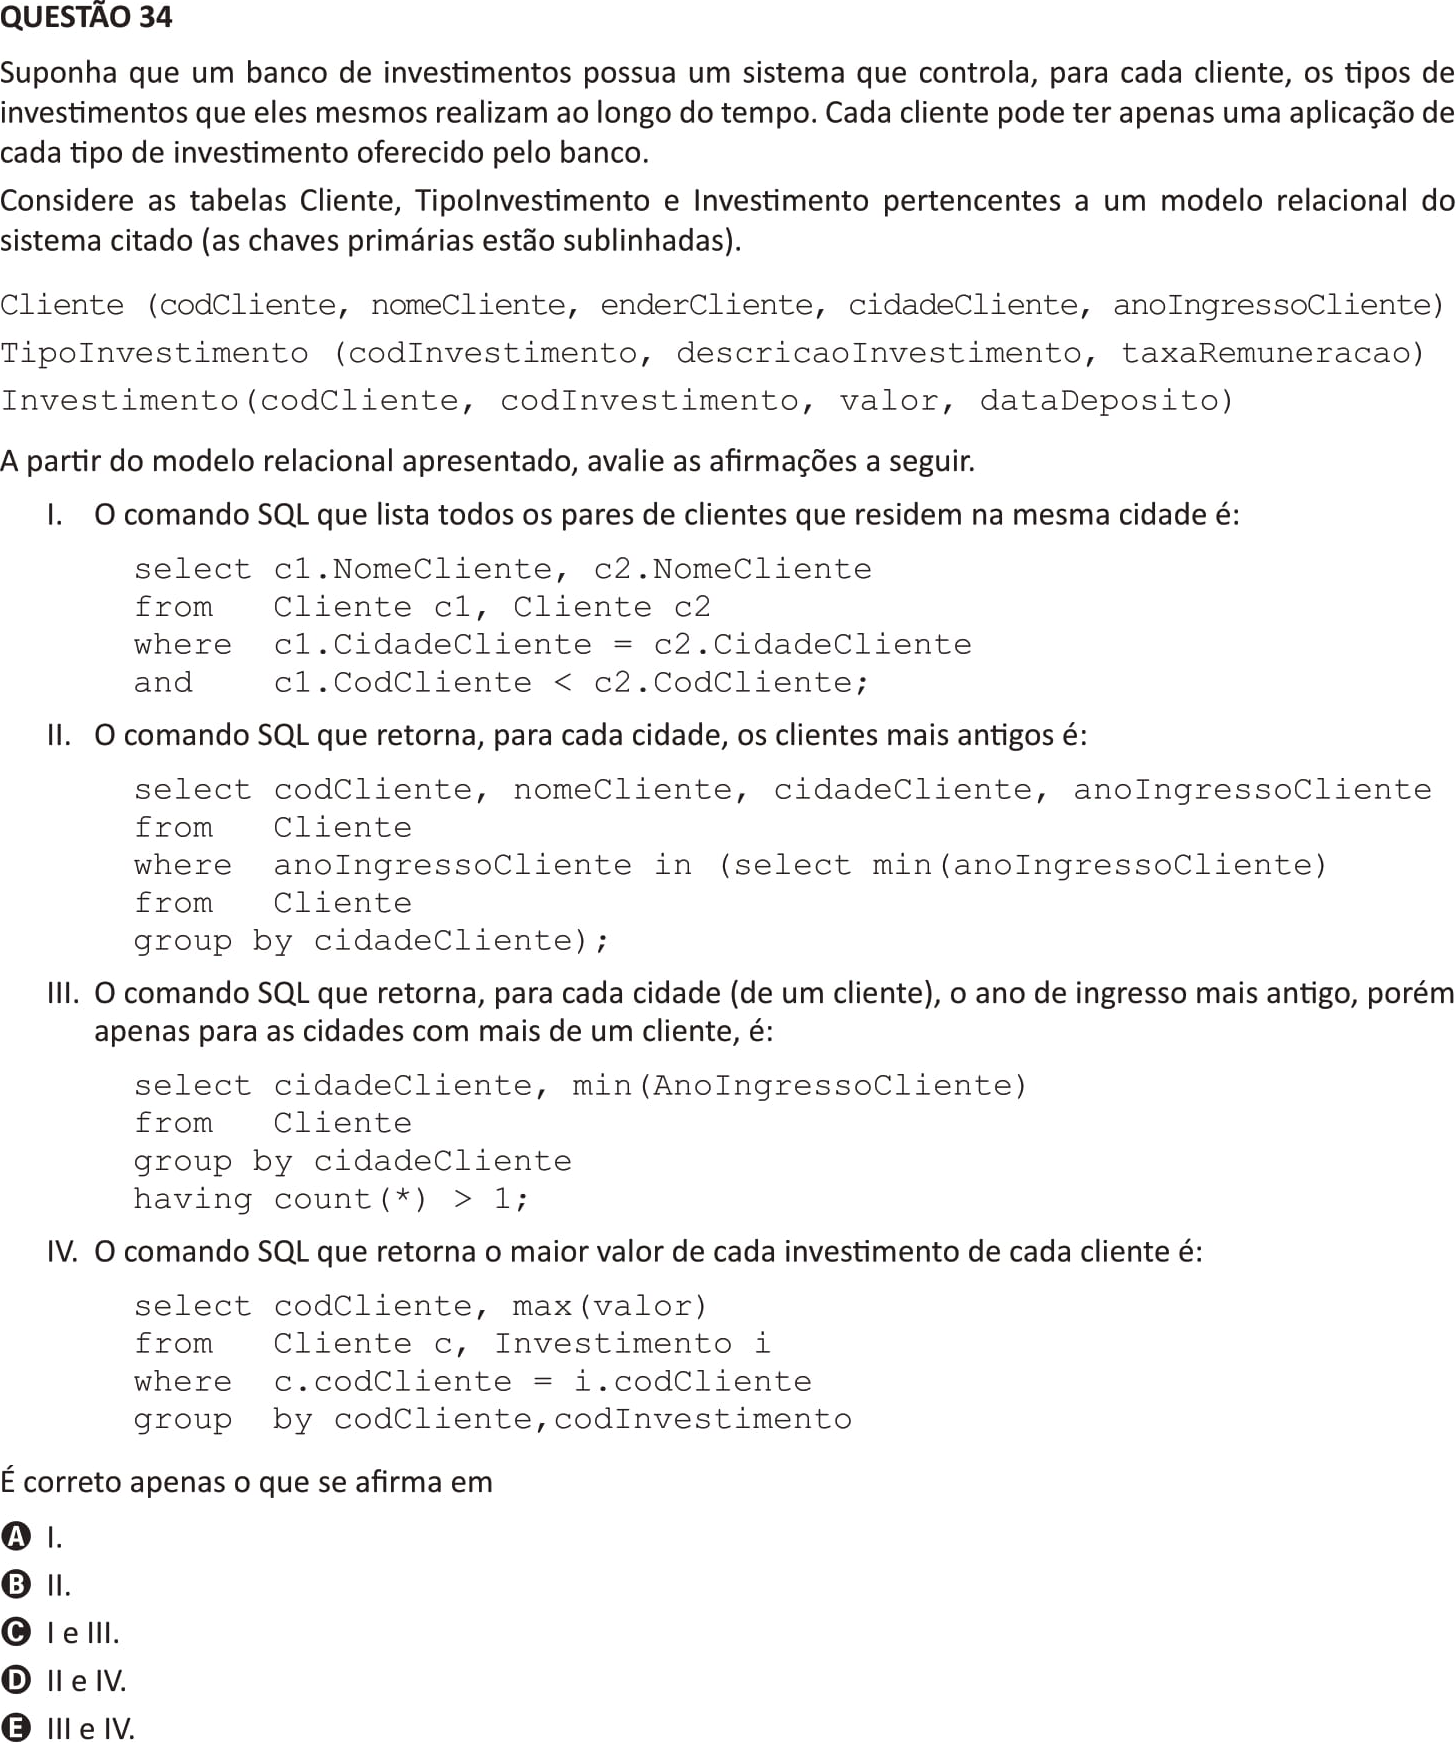 QUESTÃO 34
Suponha que um banco de investimentos possua um sistema que controla, para cada cliente, os tipos de
investimentos que eles mesmos realizam ao longo do tempo. Cada cliente pode ter apenas uma aplicação de
cada tipo de investimento oferecido pelo banco.
Considere as tabelas Cliente, TipoInvestimento e Investimento pertencentes a um modelo relacional do
sistema citado (as chaves primárias estão sublinhadas).
Cliente (codCliente, nomeCliente, enderCliente, cidadeCliente, anoIngressoCliente)
TipoInvestimento (codInvestimento, descricaoInvestimento, taxaRemuneracao)
Investimento(codCliente, codInvestimento, valor, dataDeposito)
A partir do modelo relacional apresentado, avalie as afirmações a seguir.
I. O comando SQL que lista todos os pares de clientes que residem na mesma cidade é:
select c1.NomeCliente, c2.NomeCliente
from Cliente c1, Cliente c2
where c1.CidadeCliente = c2.CidadeCliente
and c1.CodCliente < c2.CodCliente;
II. O comando SQL que retorna, para cada cidade, os clientes mais antigos é:
select codCliente, nomeCliente, cidadeCliente, anoIngressoCliente
from Cliente
where anoIngressoCliente in (select min(anoIngressoCliente)
from Cliente
group by cidadeCliente);
III. O comando SQL que retorna, para cada cidade (de um cliente), o ano de ingresso mais antigo, porém
apenas para as cidades com mais de um cliente, é:
select cidadeCliente, min(AnoIngressoCliente)
from Cliente
group by cidadeCliente
having count(*) > 1;
IV. O comando SQL que retorna o maior valor de cada investimento de cada cliente é:
select codCliente, max(valor)
from Cliente c, Investimento i
where c.codCliente = i.codCliente
group by codCliente,codInvestimento
É correto apenas o que se afirma em
A I.
B II.
C I e III.
D II e IV.
E III e IV.